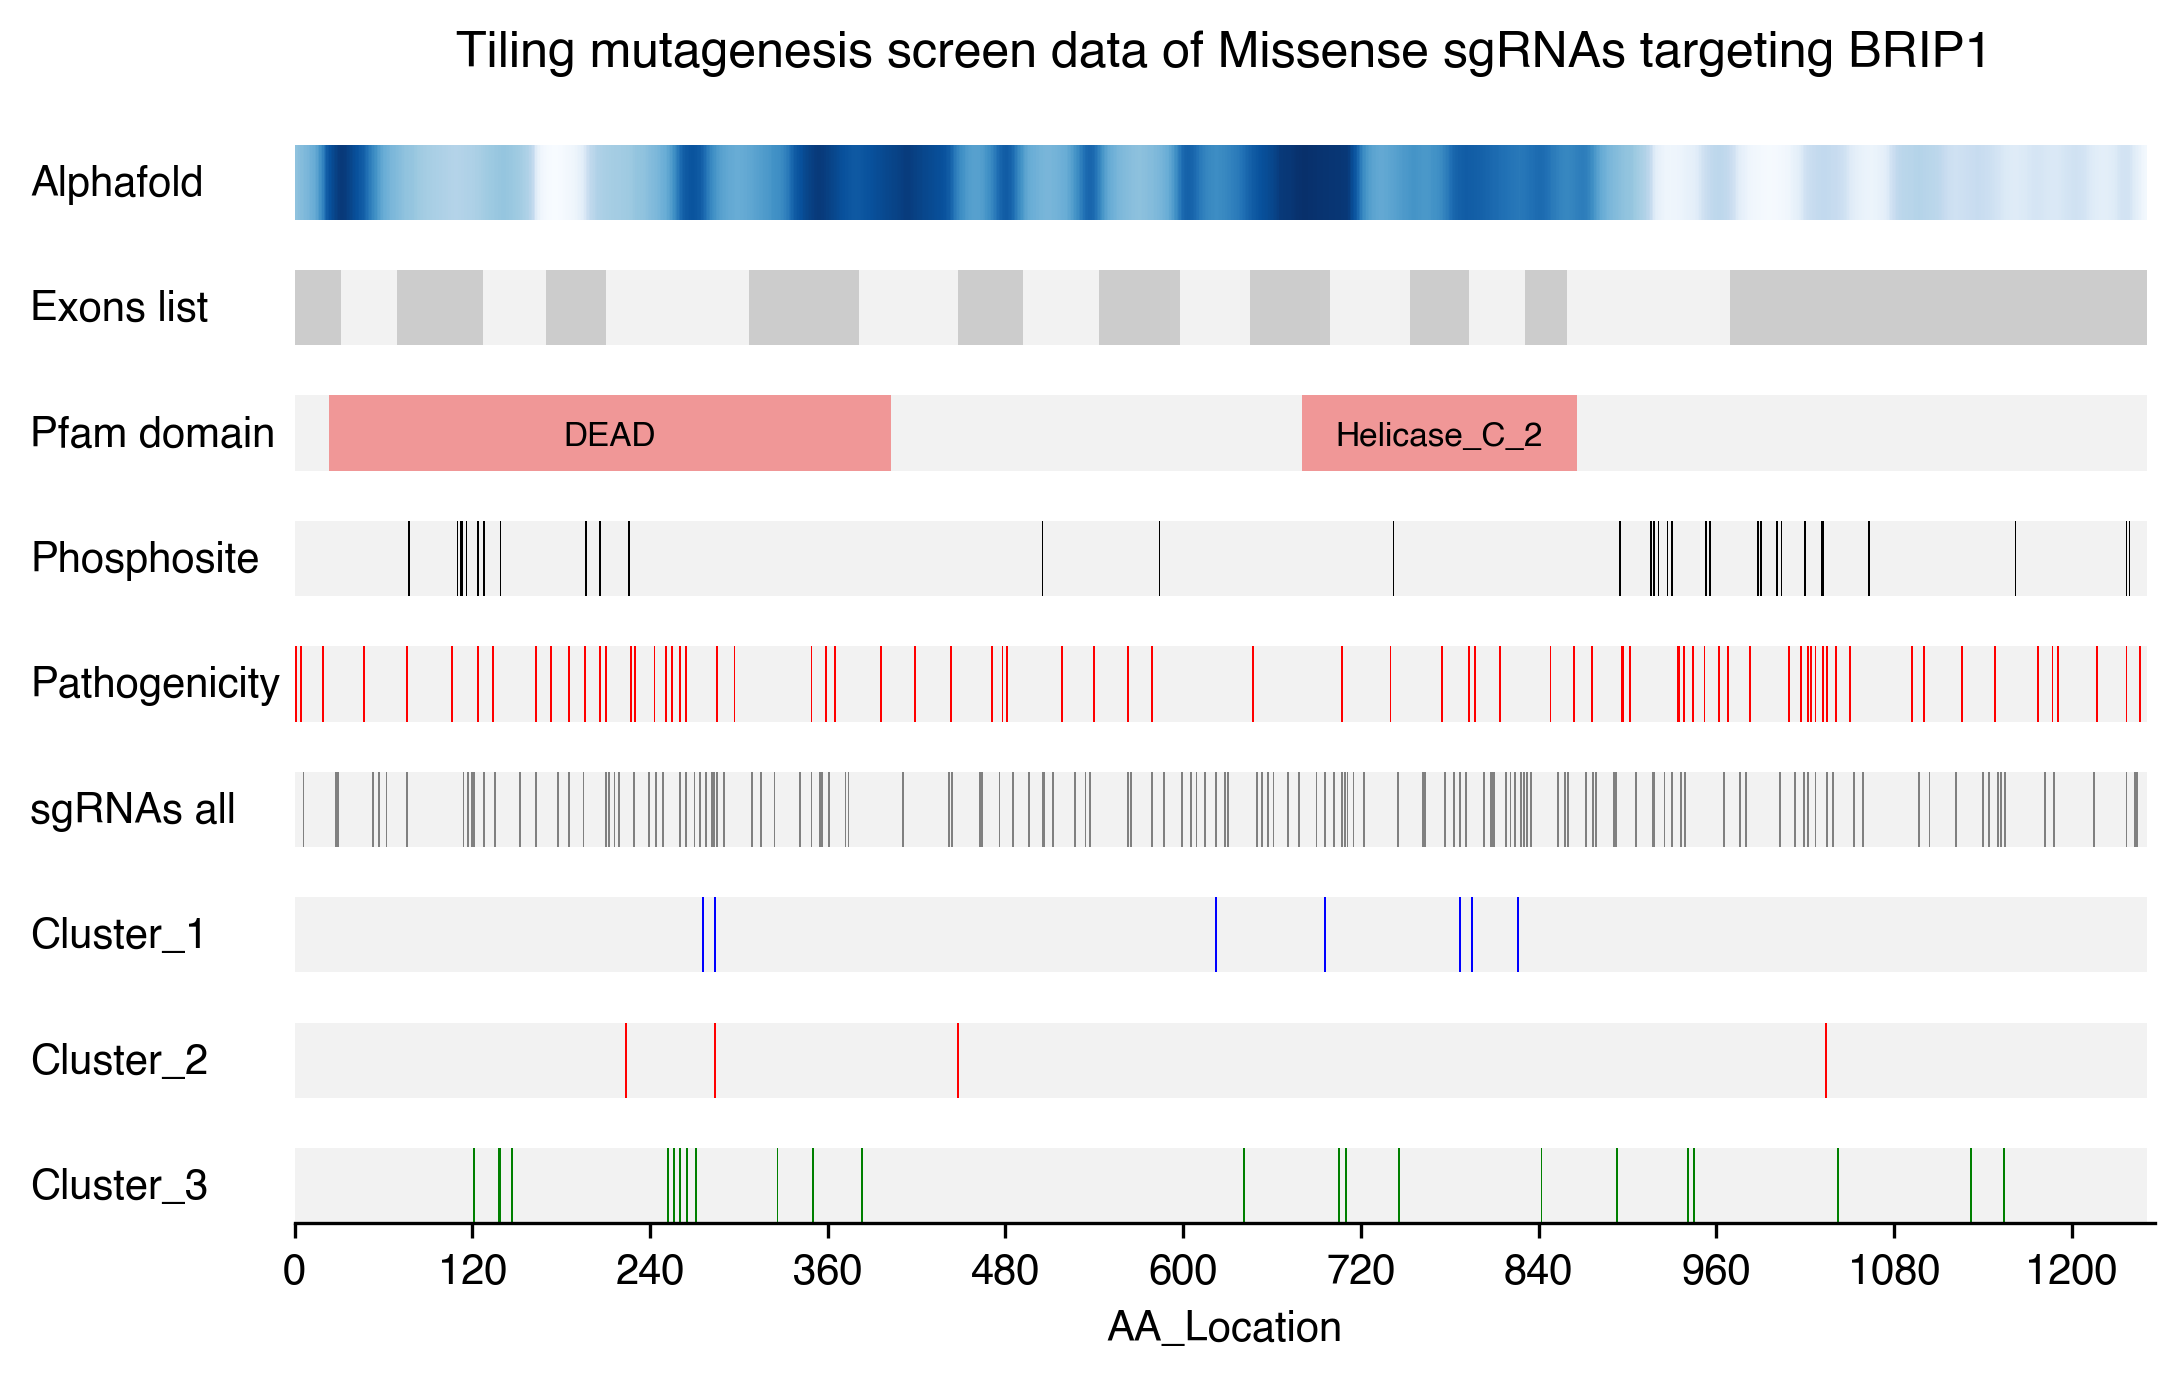 Tiling mutagenesis screen data of Missense sgRNAs targeting BRIP1
Alphafold
Exons list
Pfam domain
DEAD
Helicase_C_2
Phosphosite
Pathogenicity
sgRNAs all
Cluster_1
Cluster_2
Cluster_3
0 120 240 360 480 600 720 840 960 1080 1200
AA_Location